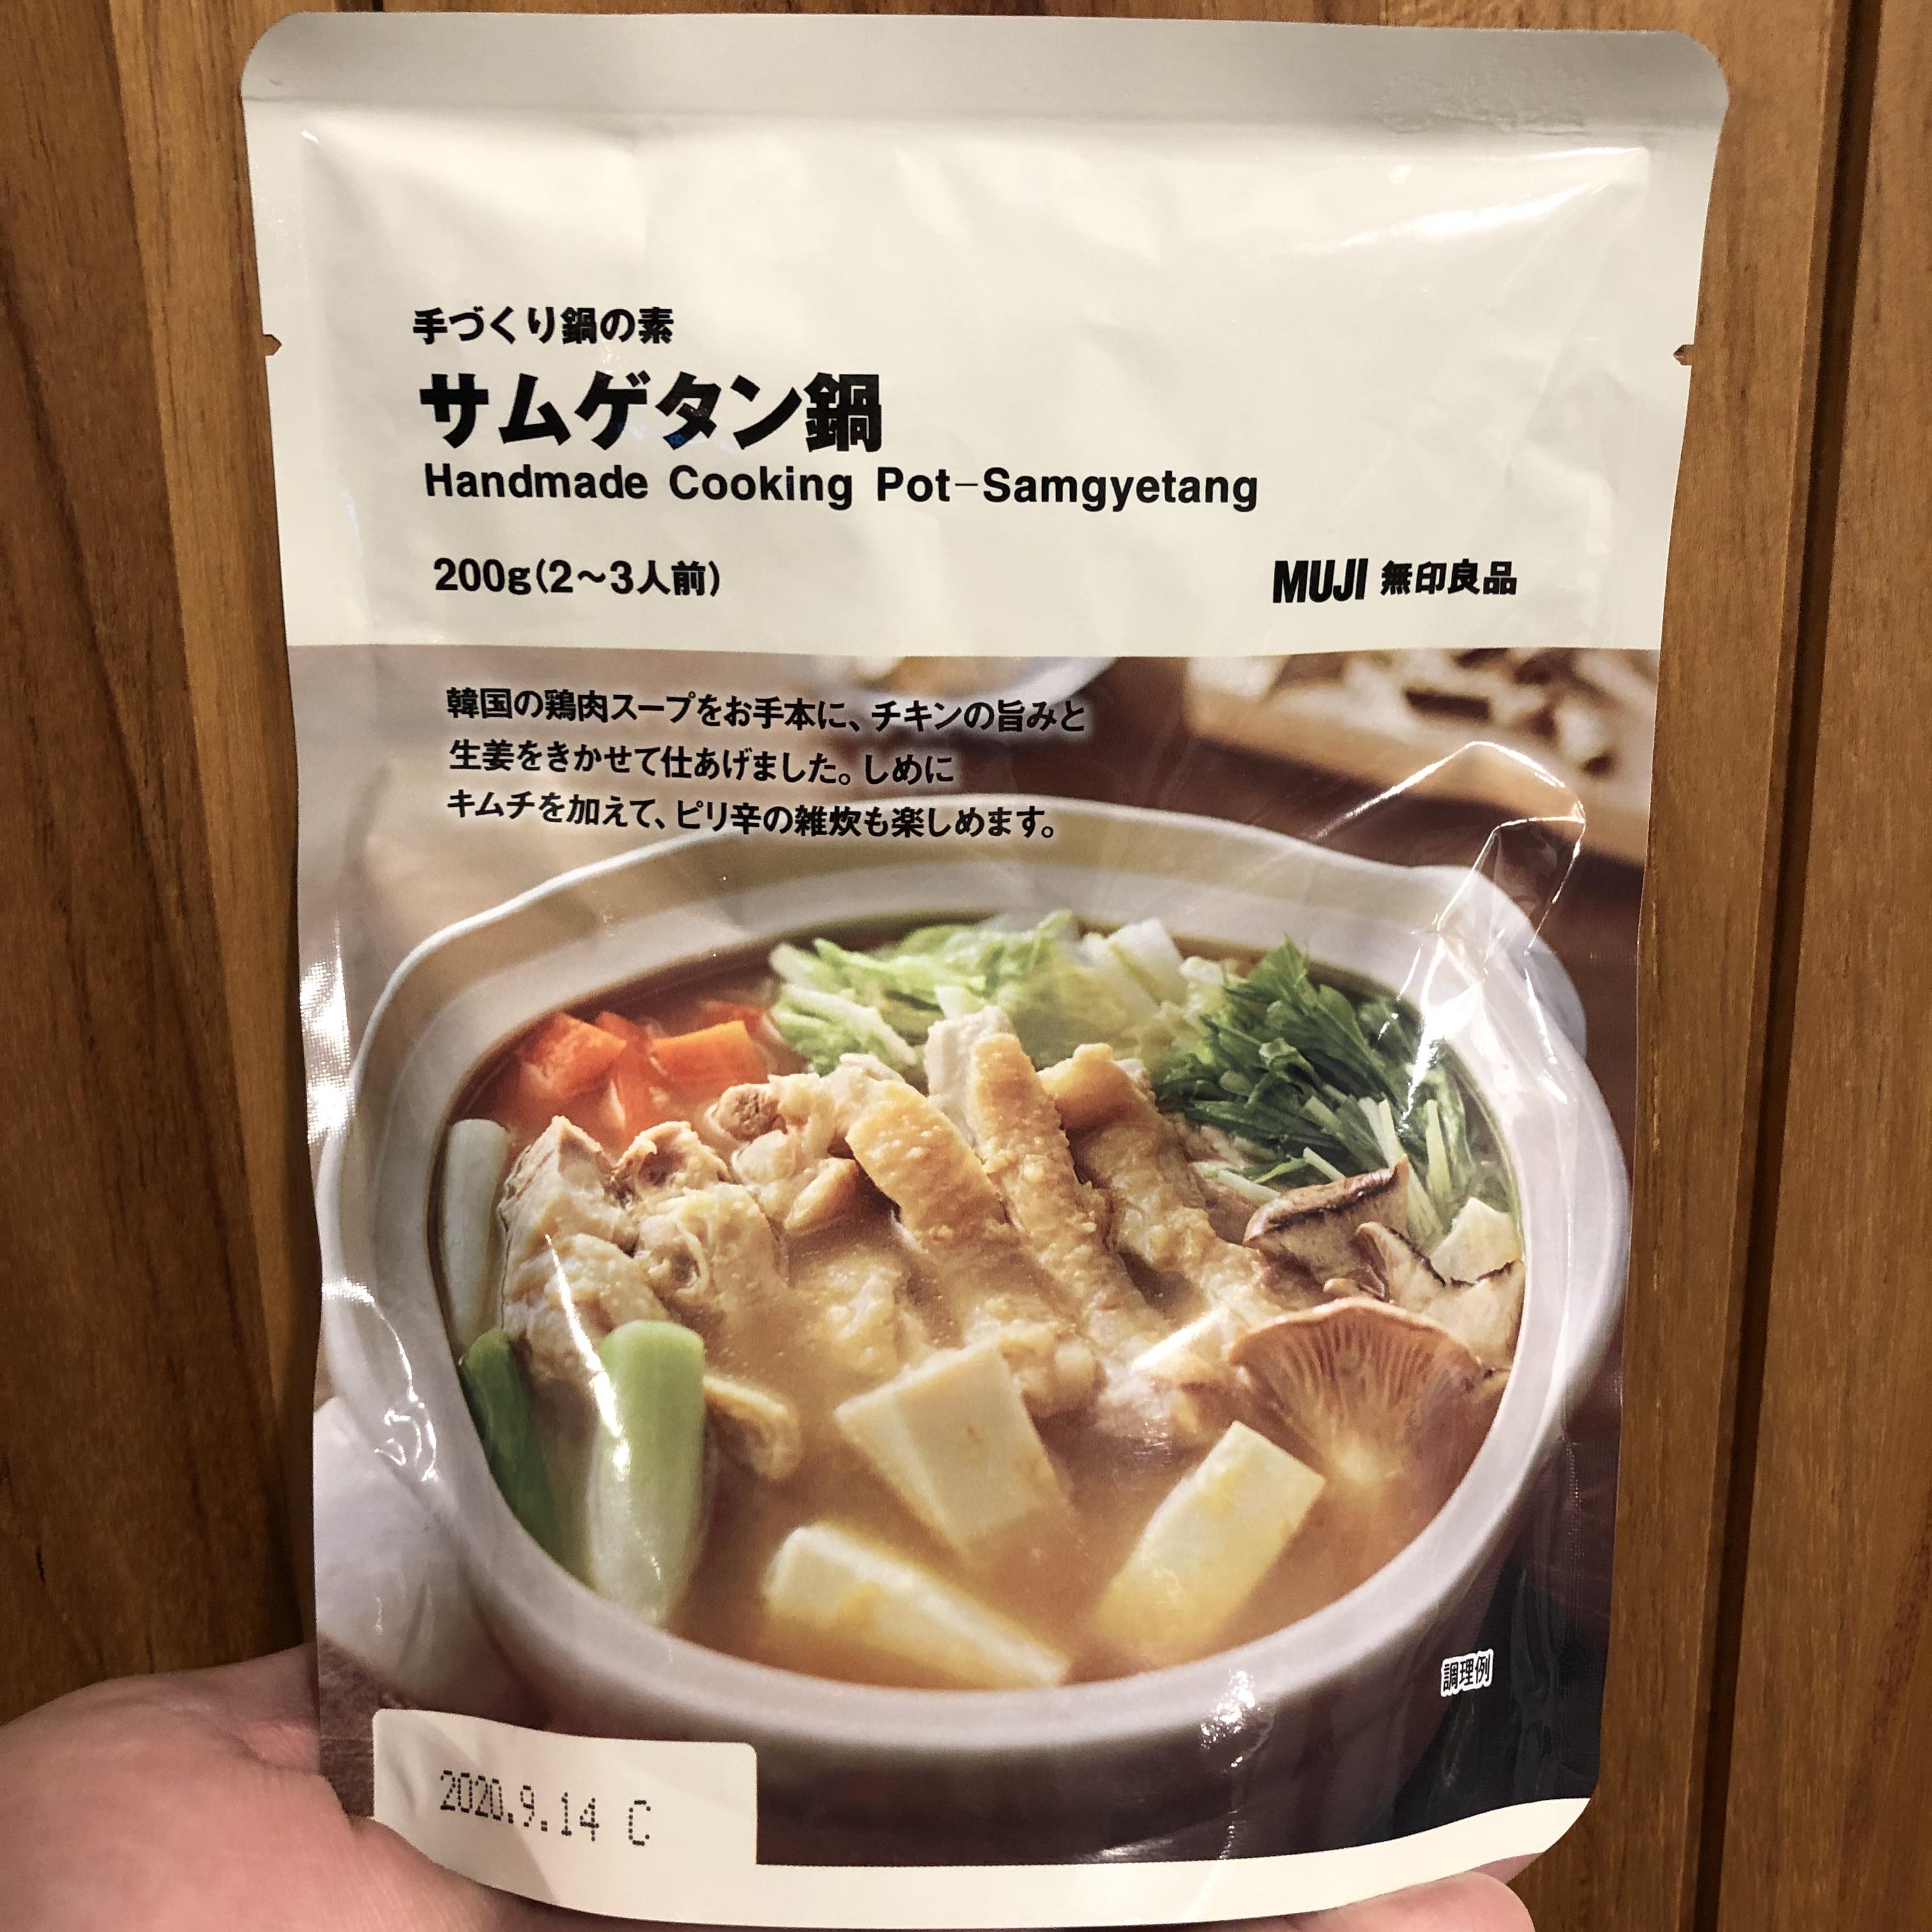 手づくり鍋の素
サムゲタン鍋
Handmade Cooking Pot-Samgyetang
200g(2〜3人前)
MUJI 無印良品
韓国の鶏肉スープをお手本に、チキンの旨みと
生姜をきかせて仕あげました。しめに
キムチを加えて、ピリ辛の雑炊も楽しめます。
調理例
2020.9.14 C